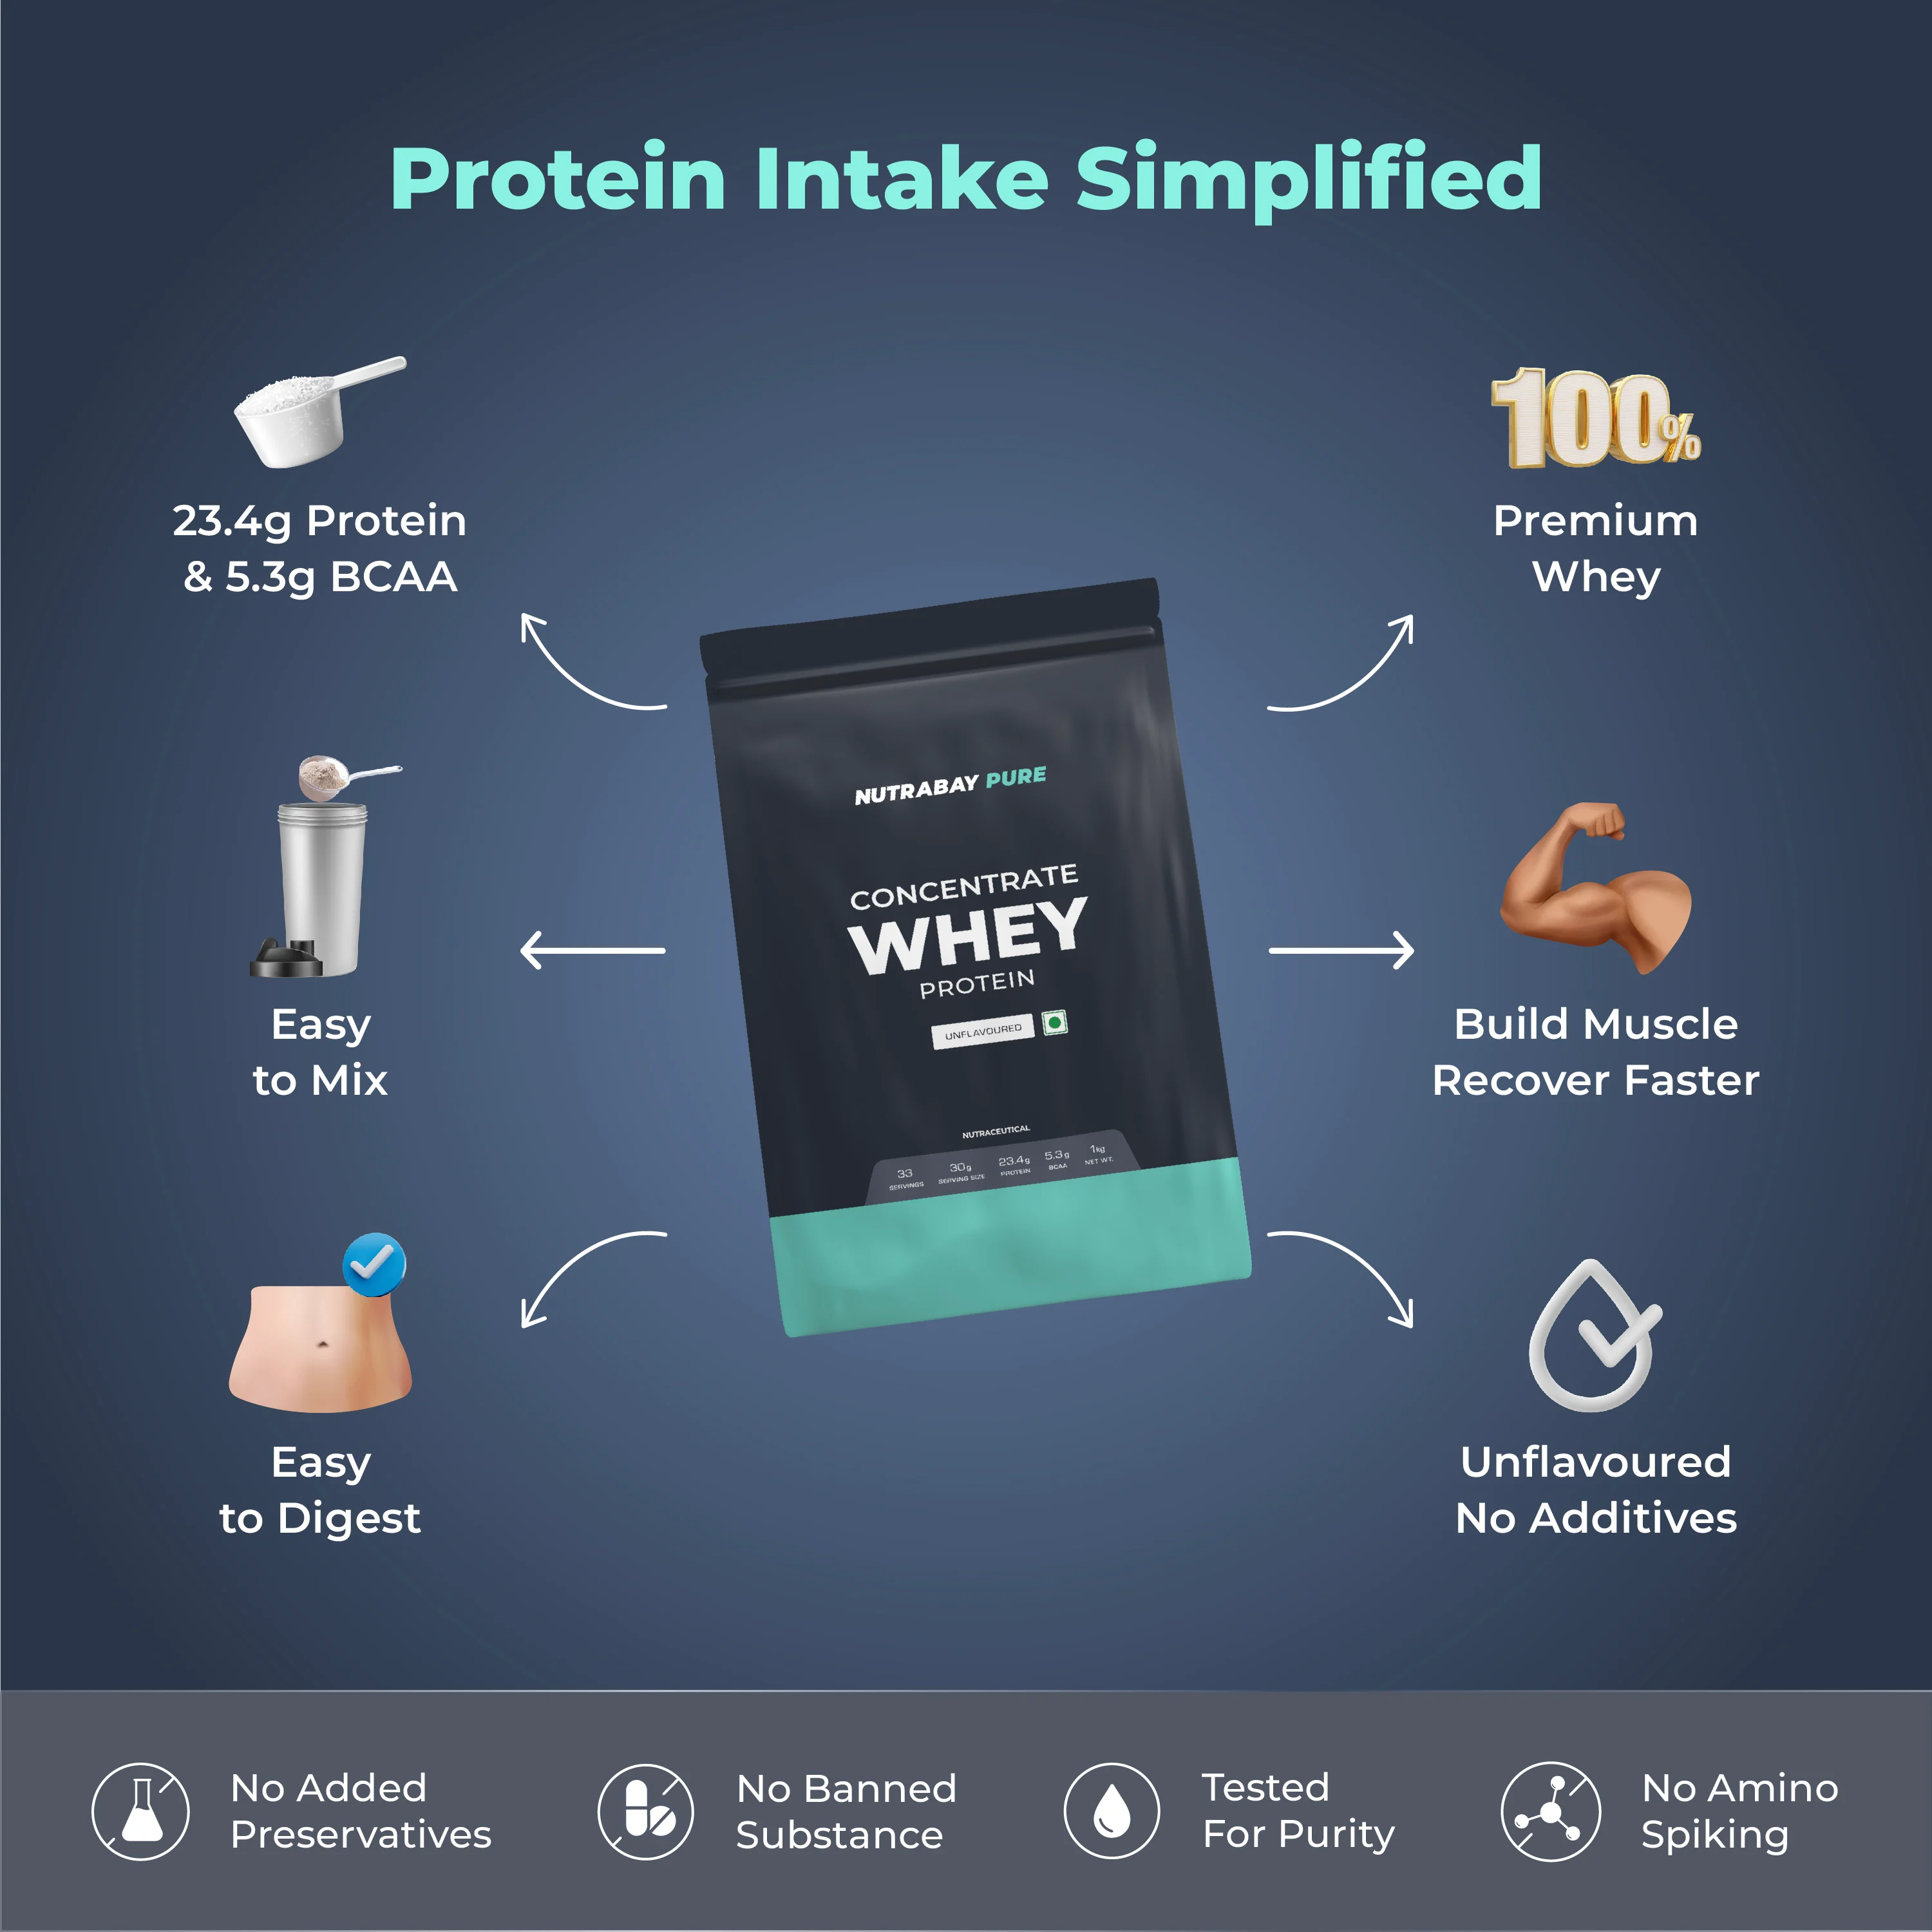 Protein Intake Simplified
23.4g Protein
& 5.3g BCAA
100%
Premium
Whey
Easy
to Mix
Build Muscle
Recover Faster
Easy
to Digest
Unflavoured
No Additives
NUTRABAY PURE
CONCENTRATE
WHEY
PROTEIN
UNFLAVOURED
NUTRACEUTICAL
33 30g 23.4g 5.3g 1kg
SERVINGS SERVING SIZE PROTEIN BCAA NET WT.
No Added
Preservatives
No Banned
Substance
Tested
For Purity
No Amino
Spiking